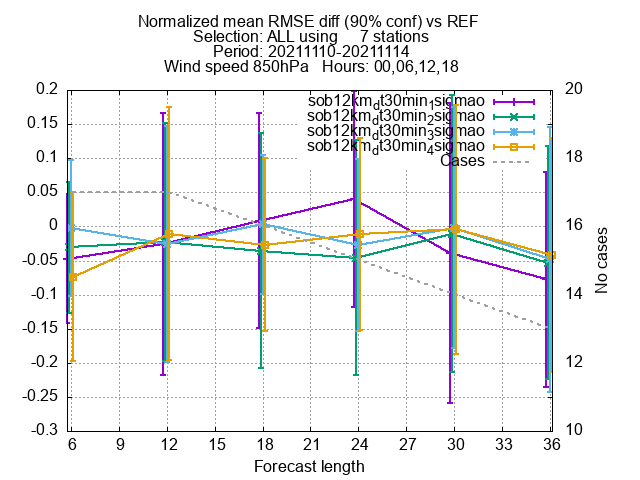 Normalized mean RMSE diff (90% conf) vs REF
Selection: ALL using 7 stations
Period: 20211110-20211114
Wind speed 850hPa Hours: 00,06,12,18
sob12km_dt30min_1sigmao
sob12km_dt30min_2sigmao
sob12km_dt30min_3sigmao
sob12km_dt30min_4sigmao
Cases
0.2
0.15
0.1
0.05
0
-0.05
-0.1
-0.15
-0.2
-0.25
-0.3
20
18
16
14
12
10
No cases
6 9 12 15 18 21 24 27 30 33 36
Forecast length